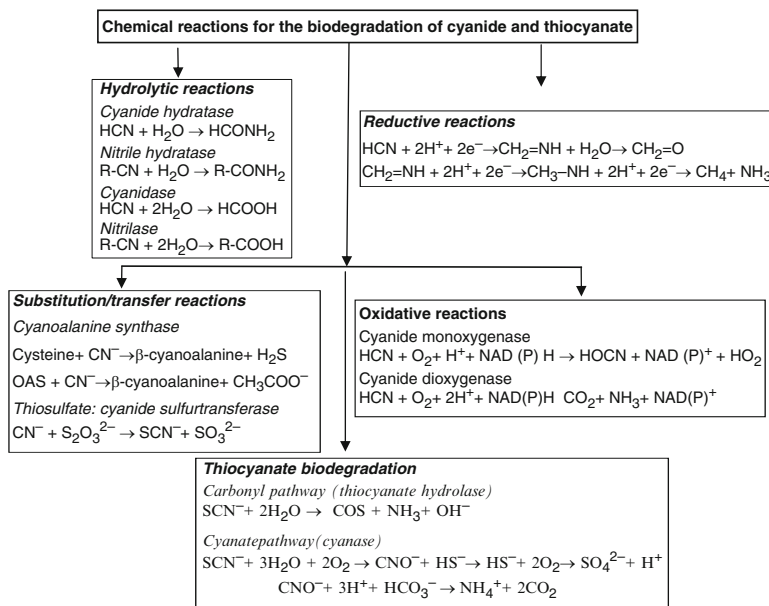 Chemical reactions for the biodegradation of cyanide and thiocyanate
Hydrolytic reactions
Cyanide hydratase
HCN + H₂O → HCONH₂
Nitrile hydratase
R-CN + H₂O → R-CONH₂
Cyanidase
HCN + 2H₂O → HCOOH
Nitrilase
R-CN + 2H₂O → R-COOH
Reductive reactions
HCN + 2H⁺ + 2e⁻ → CH₂=NH + H₂O → CH₂=O
CH₂=NH + 2H⁺ + 2e⁻ → CH₃–NH + 2H⁺ + 2e⁻ → CH₄ + NH₃
Substitution/transfer reactions
Cyanoalanine synthase
Cysteine+ CN⁻ → β-cyanoalanine+ H₂S
OAS + CN⁻ → β-cyanoalanine+ CH₃COO⁻
Thiosulfate: cyanide sulfurtransferase
CN⁻ + S₂O₃²⁻ → SCN⁻ + SO₃²⁻
Oxidative reactions
Cyanide monoxygenase
HCN + O₂ + H⁺ + NAD (P) H → HOCN + NAD (P)⁺ + HO₂
Cyanide dioxygenase
HCN + O₂ + 2H⁺ + NAD(P)H CO₂ + NH₃ + NAD(P)⁺
Thiocyanate biodegradation
Carbonyl pathway (thiocyanate hydrolase)
SCN⁻ + 2H₂O → COS + NH₃ + OH⁻
Cyanatepathway(cyanase)
SCN⁻ + 3H₂O + 2O₂ → CNO⁻ + HS⁻ → HS⁻ + 2O₂ → SO₄²⁻ + H⁺
CNO⁻ + 3H⁺ + HCO₃⁻ → NH₄⁺ + 2CO₂